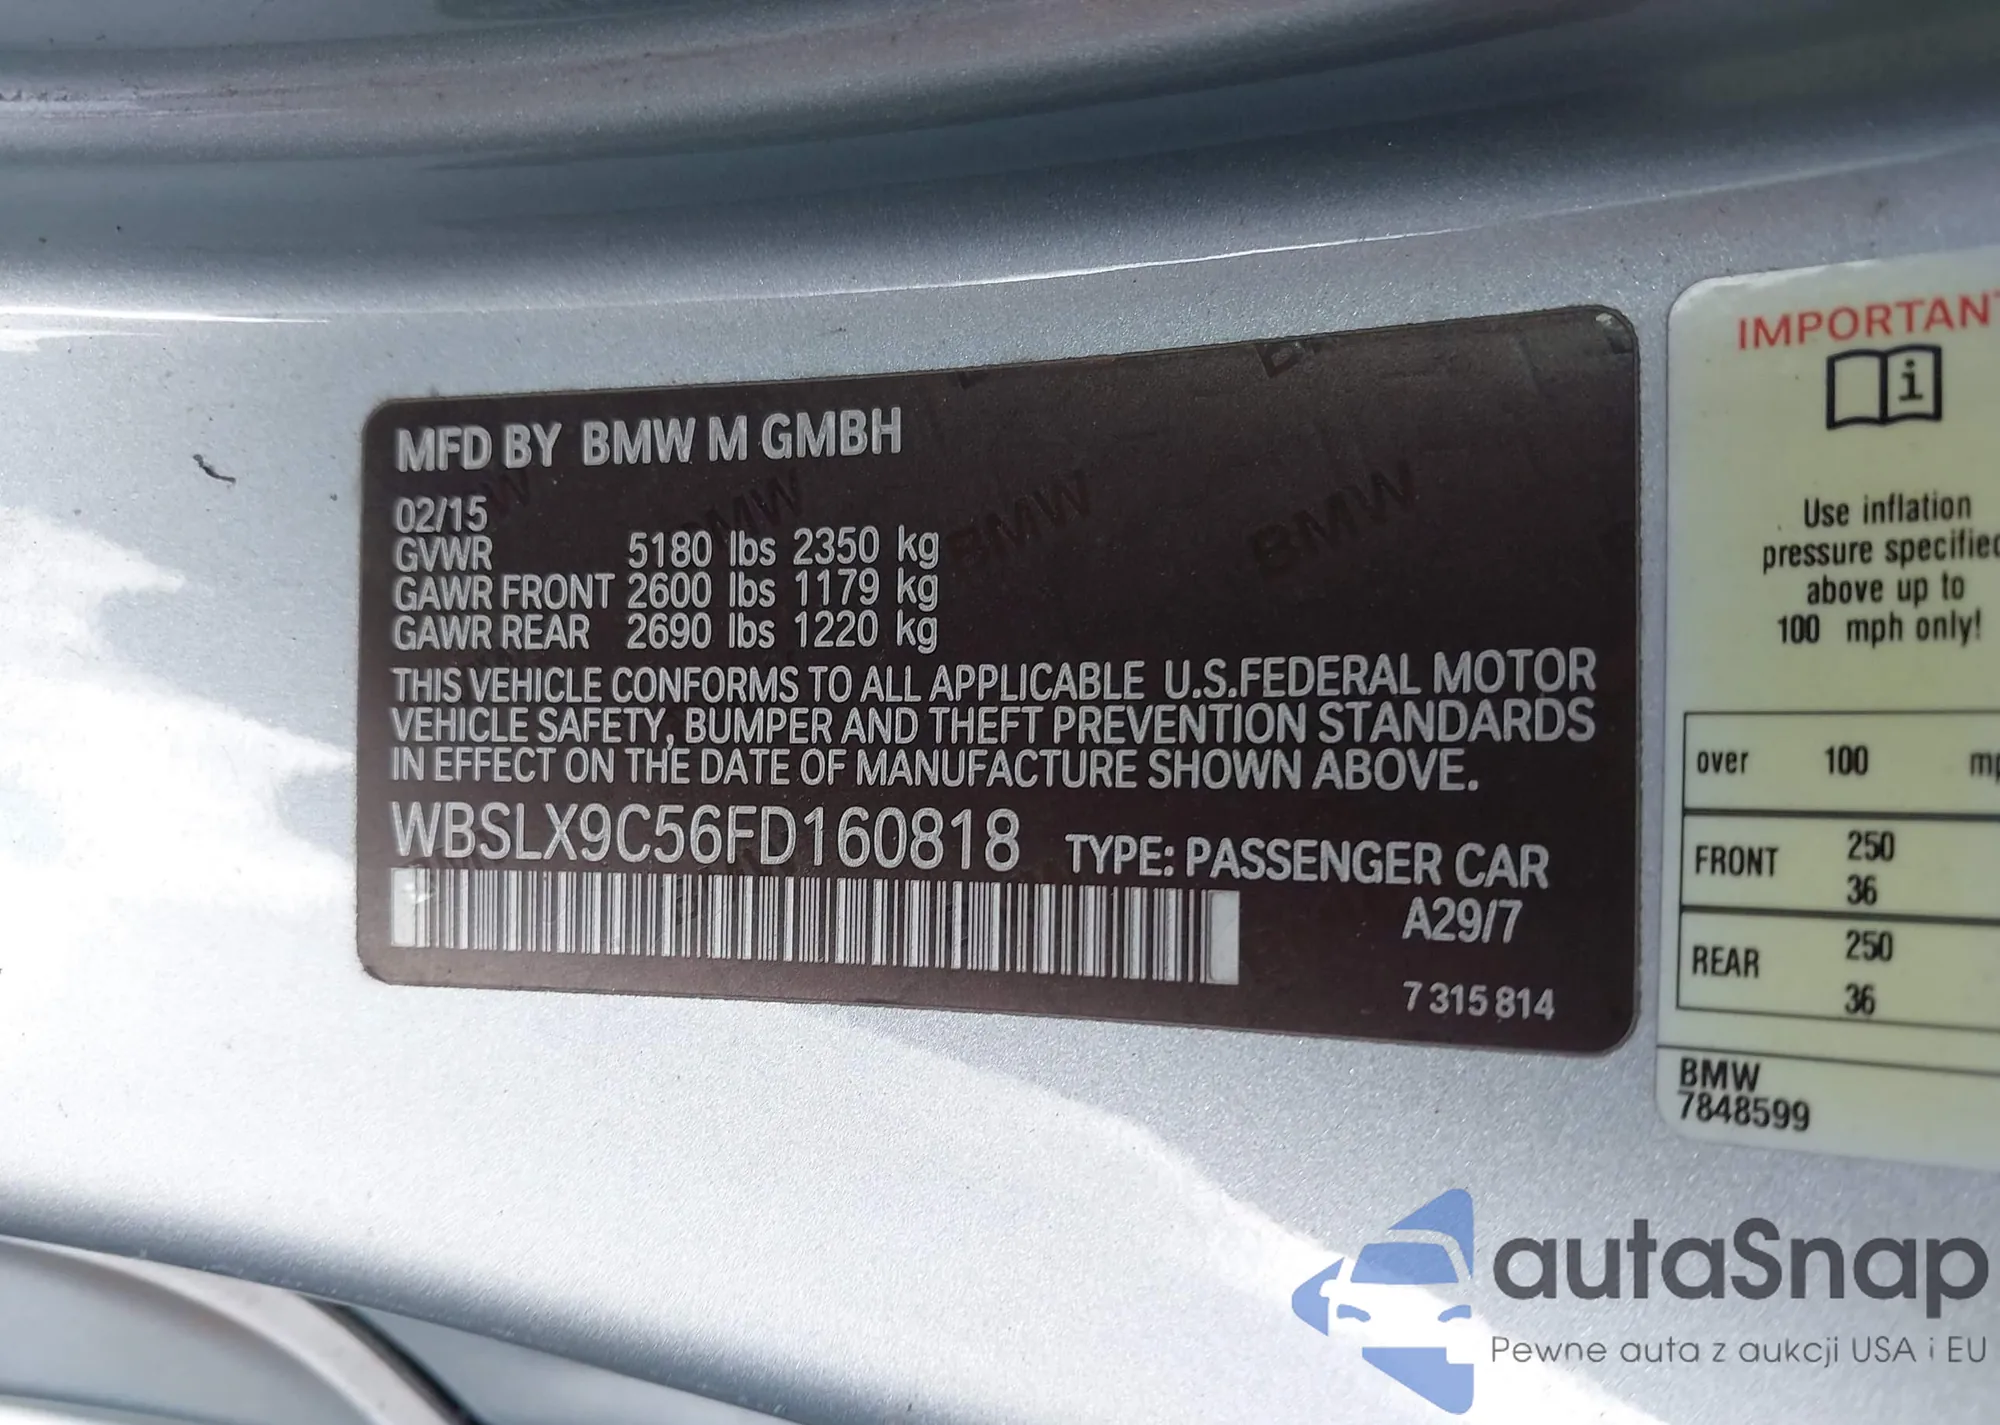 MFD BY BMW M GMBH
02/15
GVWR 5180 lbs 2350 kg
GAWR FRONT 2600 lbs 1179 kg
GAWR REAR 2690 lbs 1220 kg
THIS VEHICLE CONFORMS TO ALL APPLICABLE U.S.FEDERAL MOTOR
VEHICLE SAFETY, BUMPER AND THEFT PREVENTION STANDARDS
IN EFFECT ON THE DATE OF MANUFACTURE SHOWN ABOVE.
WBSLX9C56FD160818 TYPE: PASSENGER CAR
A29/7
7 315 814
IMPORTANT
i
Use inflation
pressure specified
above up to
100 mph only!
over 100 mp
FRONT 250
36
REAR 250
36
BMW
7848599
autaSnap
Pewne auta z aukcji USA i EU